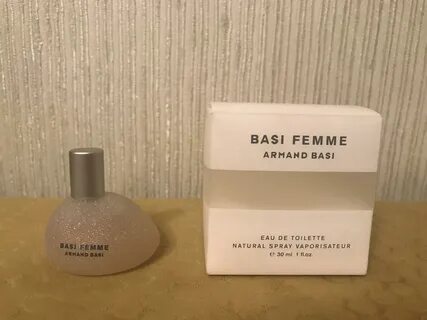 BASI FEMME
ARMAND BASI
BASI FEMME
ARMAND BASI
EAU DE TOILETTE
NATURAL SPRAY VAPORISATEUR
℮ 30 ml 1 fl.oz.